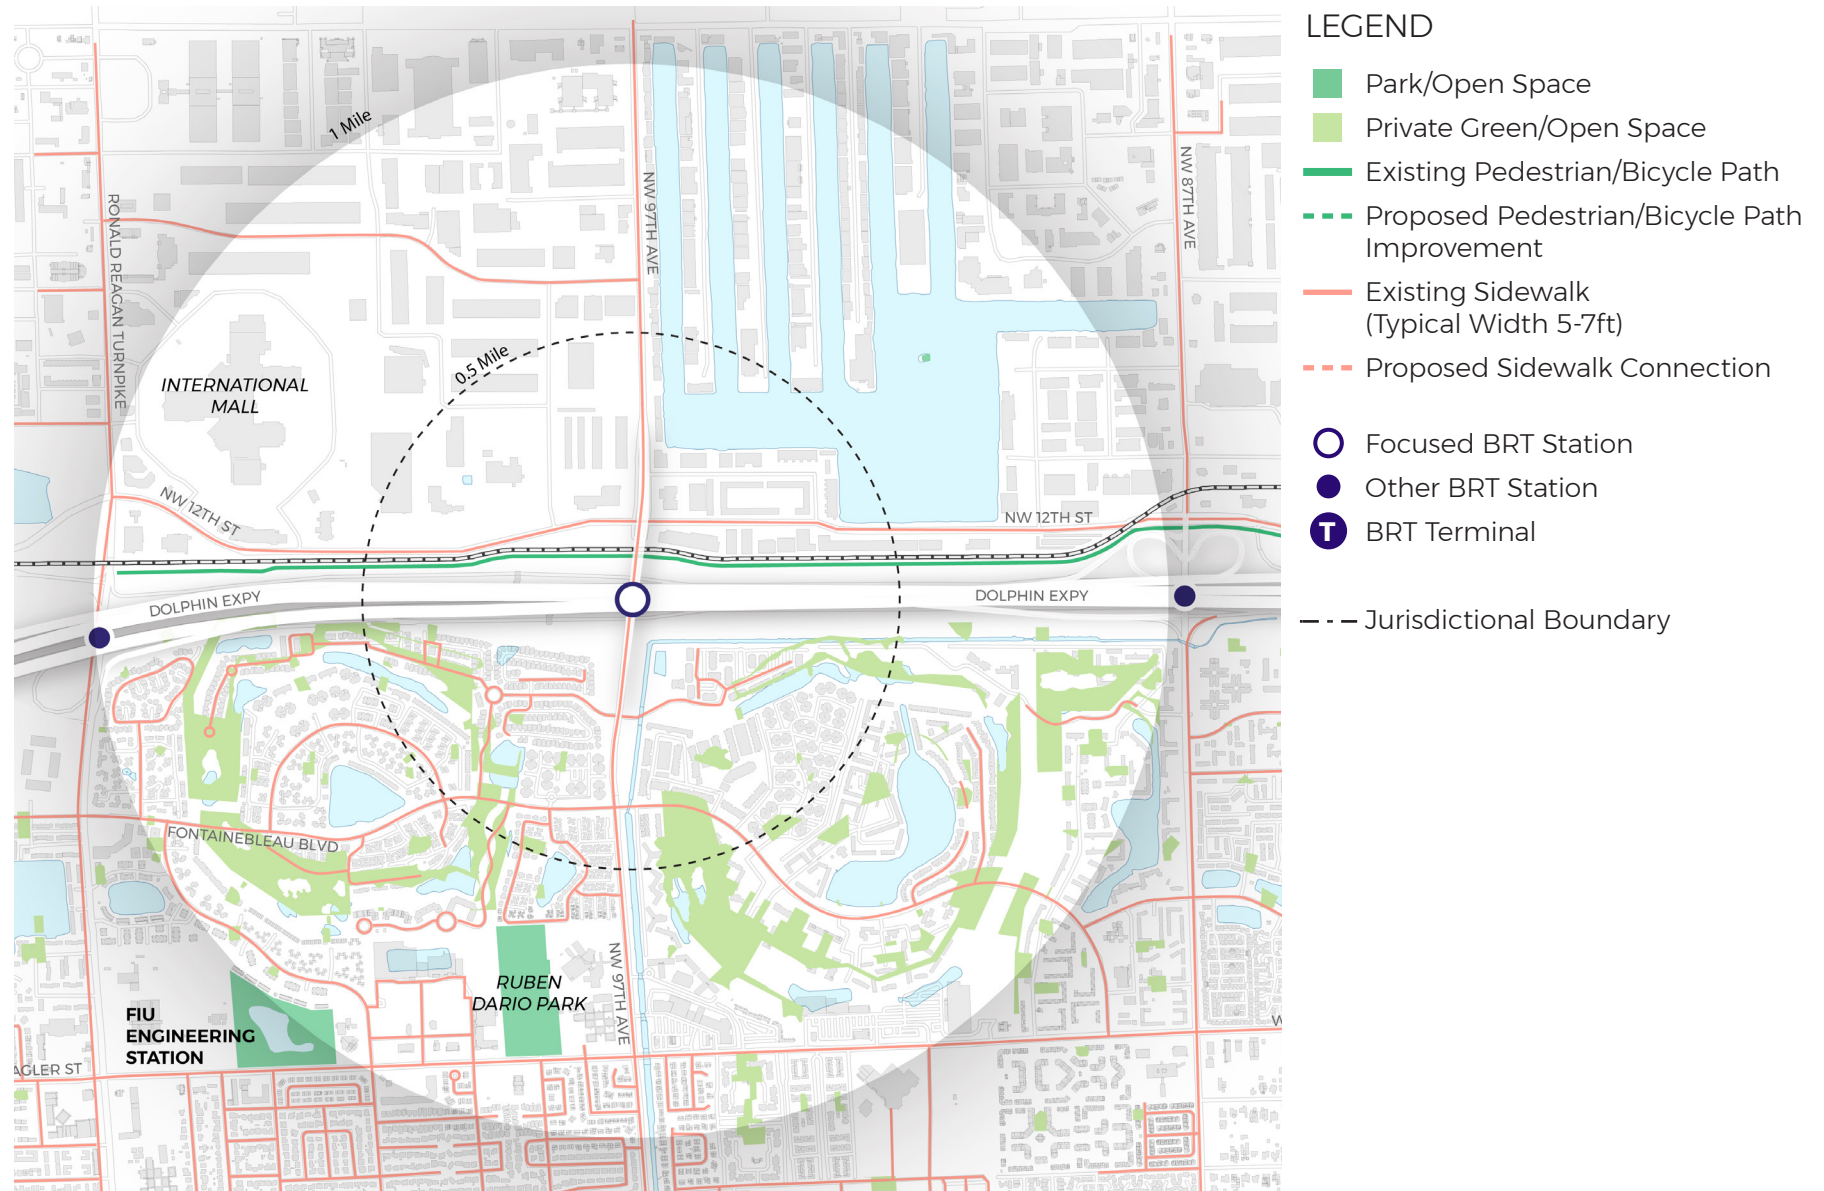 1 Mile
RONALD REAGAN TURNPIKE
NW 97TH AVE
NW 87TH AVE
0.5 Mile
INTERNATIONAL
MALL
NW 12TH ST
NW 12TH ST
DOLPHIN EXPY
DOLPHIN EXPY
FONTAINEBLEAU BLVD
RUBEN
DARIO PARK
NW 97TH AVE
FIU
ENGINEERING
STATION
AGLER ST
W
LEGEND
Park/Open Space
Private Green/Open Space
Existing Pedestrian/Bicycle Path
Proposed Pedestrian/Bicycle Path
Improvement
Existing Sidewalk
(Typical Width 5-7ft)
Proposed Sidewalk Connection
Focused BRT Station
Other BRT Station
T
BRT Terminal
Jurisdictional Boundary